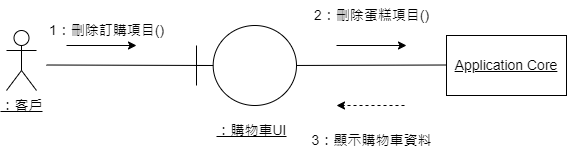 1：刪除訂購項目()
2：刪除蛋糕項目()
Application Core
：客戶
：購物車UI
3：顯示購物車資料